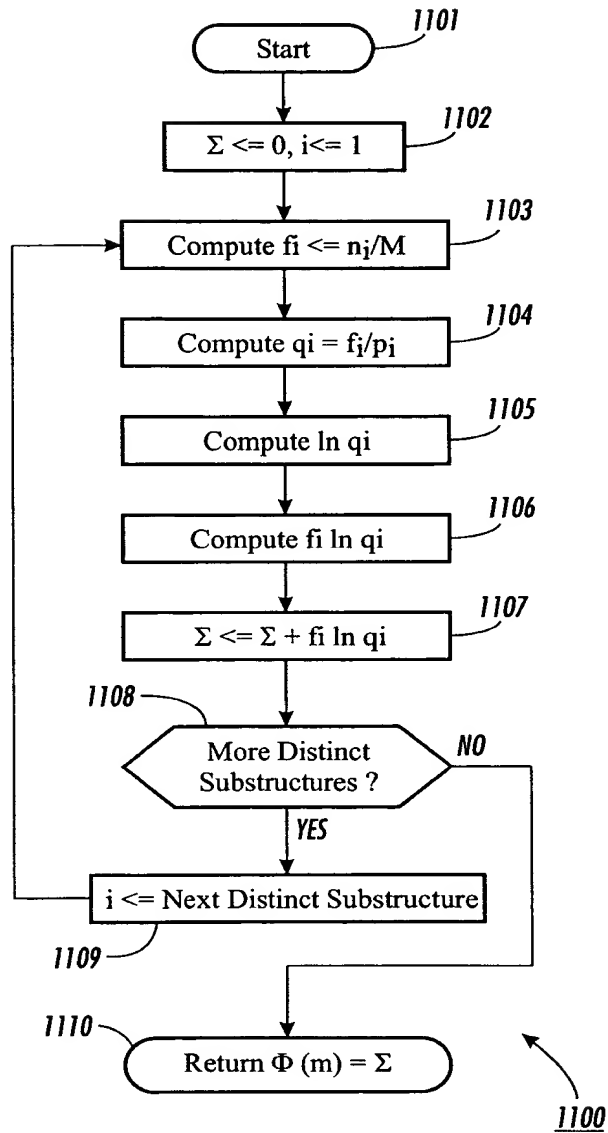 1101
Start
1102
Σ <= 0, i<= 1
1103
Compute fi <= ni/M
1104
Compute qi = fi/pi
1105
Compute ln qi
1106
Compute fi ln qi
1107
Σ <= Σ + fi ln qi
1108
More Distinct
Substructures ?
NO
YES
i <= Next Distinct Substructure
1109
1110
Return Φ (m) = Σ
1100